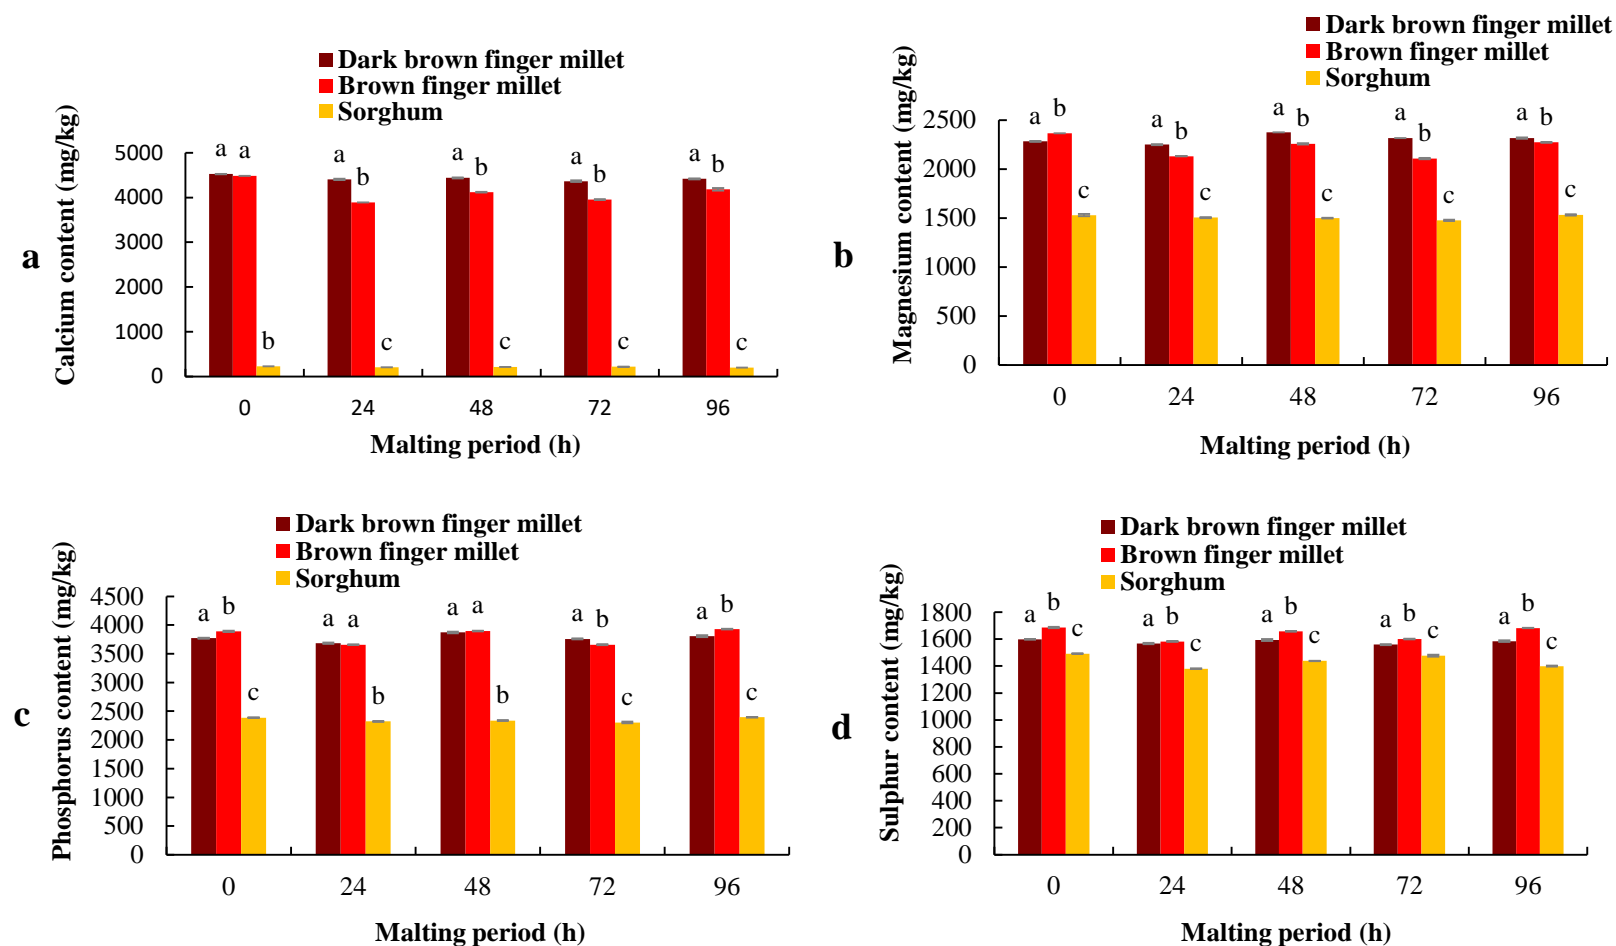 Dark brown finger millet
Brown finger millet
Sorghum
Calcium content (mg/kg)
5000
4000
3000
2000
1000
0
a a b
a b c
a b c
a b c
a b c
0 24 48 72 96
Malting period (h)
a
Dark brown finger millet
Brown finger millet
Sorghum
Magnesium content (mg/kg)
2500
2000
1500
1000
500
0
a b c
a b c
a b c
a b c
a b c
0 24 48 72 96
Malting period (h)
b
Dark brown finger millet
Brown finger millet
Sorghum
Phosphorus content (mg/kg)
4500
4000
3500
3000
2500
2000
1500
1000
500
0
a b c
a a b
a a b
a b c
a b c
0 24 48 72 96
Malting period (h)
c
Dark brown finger millet
Brown finger millet
Sorghum
Sulphur content (mg/kg)
1800
1600
1400
1200
1000
800
600
400
200
0
a b c
a b c
a b c
a b c
a b c
0 24 48 72 96
Malting period (h)
d